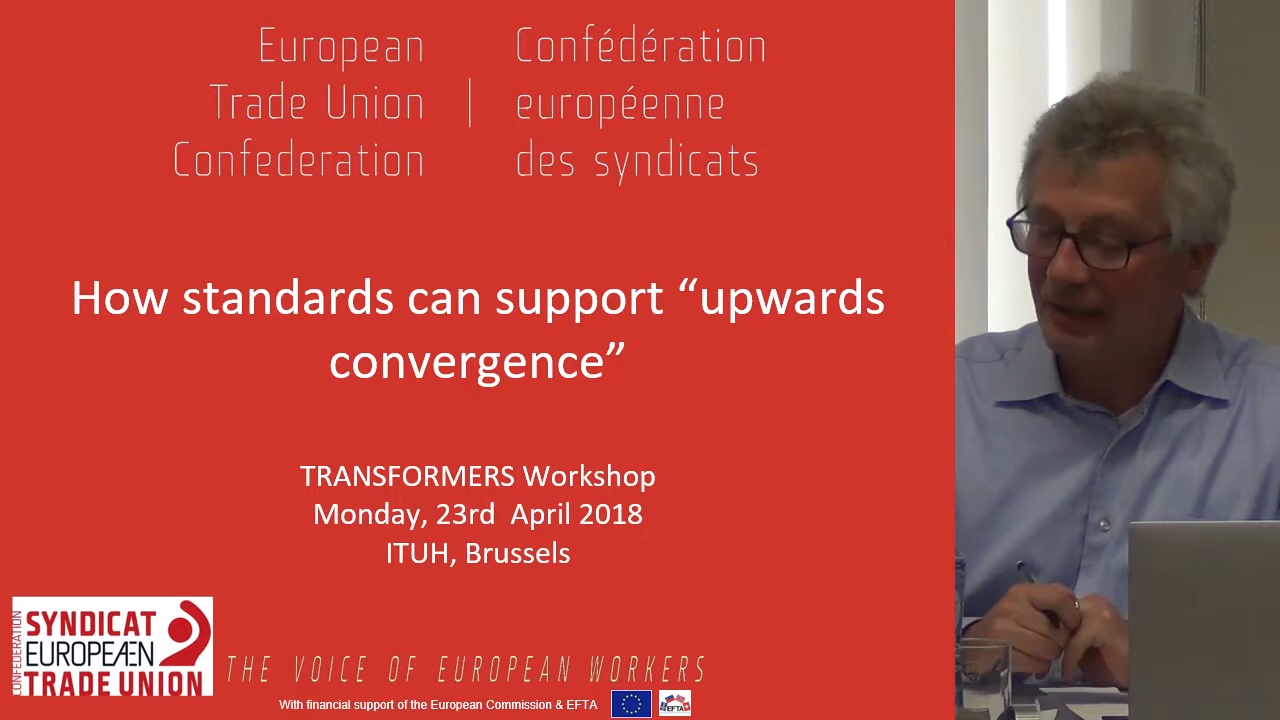 European
Trade Union
Confederation
Confédération
européenne
des syndicats
How standards can support “upwards
convergence”
TRANSFORMERS Workshop
Monday, 23rd April 2018
ITUH, Brussels
CONFEDERATION
SYNDICAT
EUROPEÆN
TRADE UNION
THE VOICE OF EUROPEAN WORKERS
With financial support of the European Commission & EFTA
EFTA